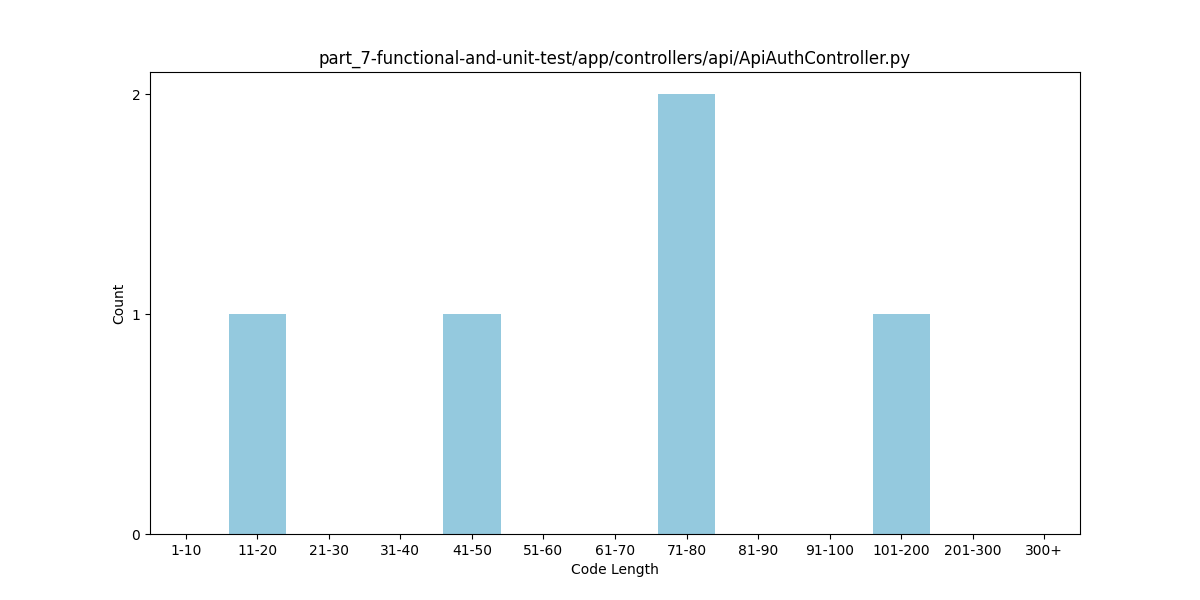 part_7-functional-and-unit-test/app/controllers/api/ApiAuthController.py
2
1
0
Count
1-10 11-20 21-30 31-40 41-50 51-60 61-70 71-80 81-90 91-100 101-200 201-300 300+
Code Length